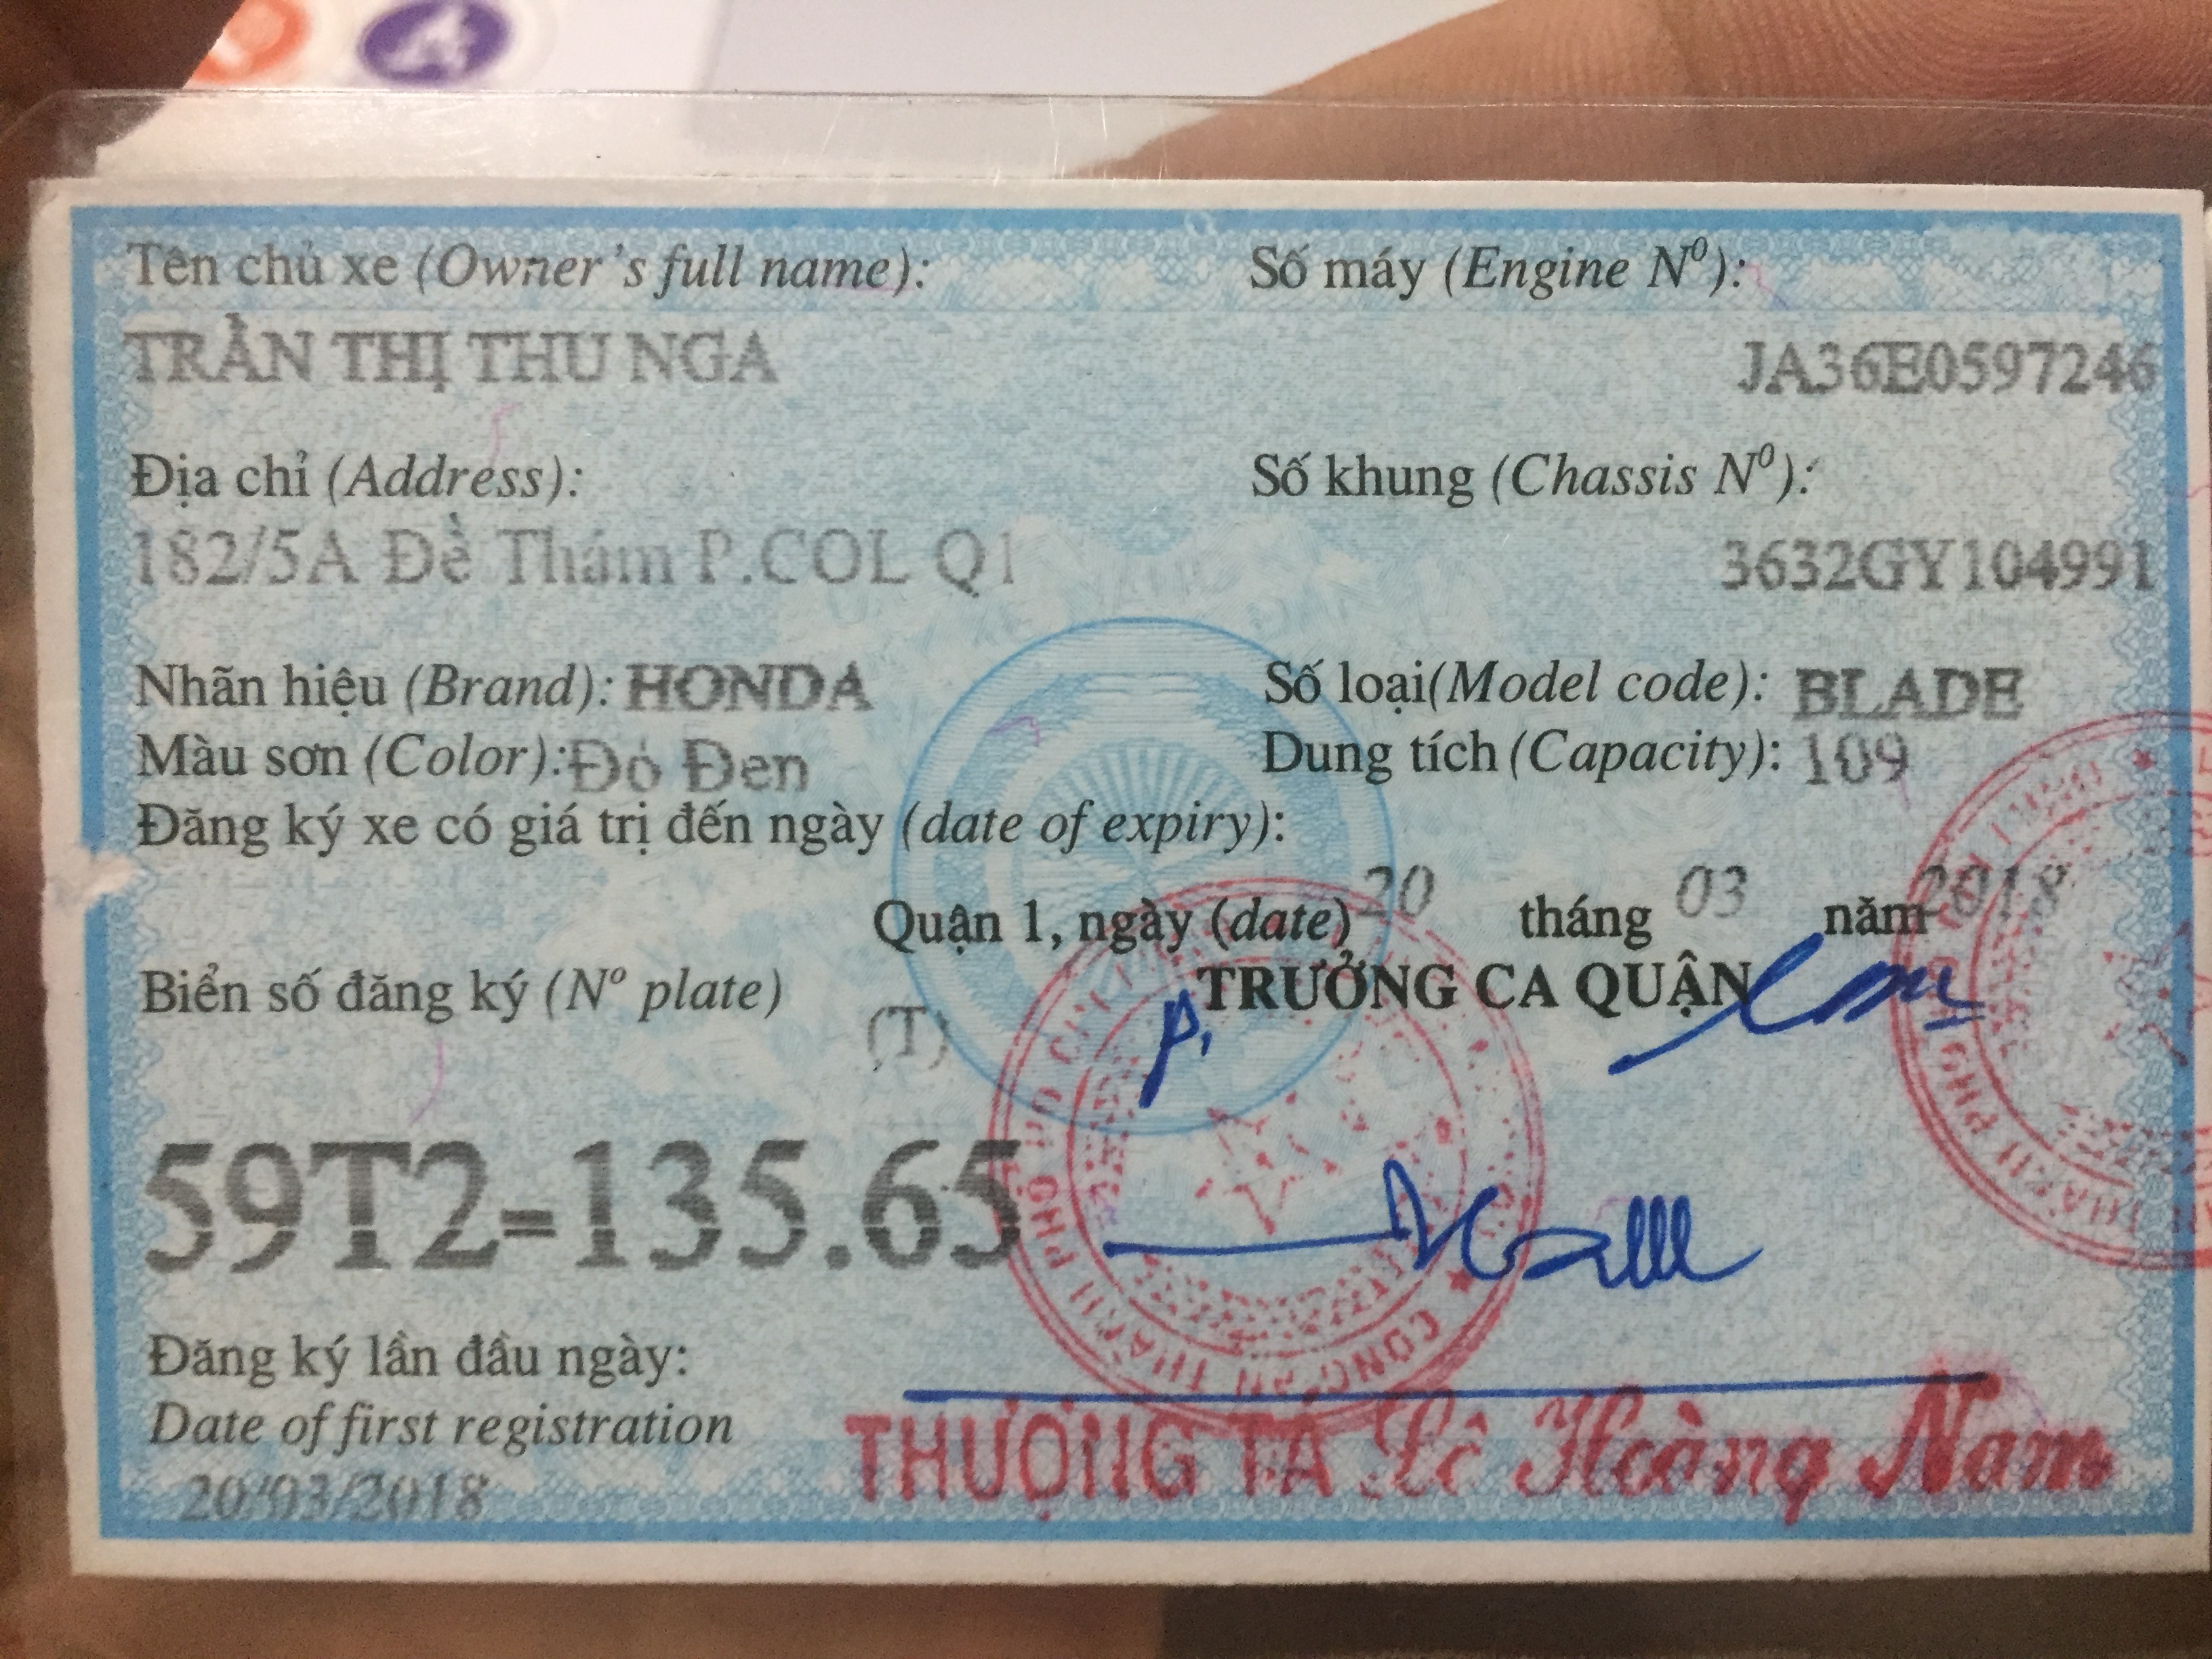 Tên chủ xe (Owner's full name):
TRẦN THỊ THU NGA
Số máy (Engine Nº):
JA36E0597246
Địa chỉ (Address):
182/5A Đề Thám P.COL Q1
Số khung (Chassis Nº):
3632GY104991
Nhãn hiệu (Brand): HONDA
Số loại(Model code): BLADE
Màu sơn (Color): Đỏ Đen
Dung tích (Capacity): 109
Đăng ký xe có giá trị đến ngày (date of expiry):
Quận 1, ngày (date) 20 tháng 03 năm 2018
Biển số đăng ký (Nº plate)
(T)
P. TRƯỞNG CA QUẬN
59T2-135.65
Đăng ký lần đầu ngày:
Date of first registration
20/03/2018
THƯỢNG TÁ Lê Hoàng Nam